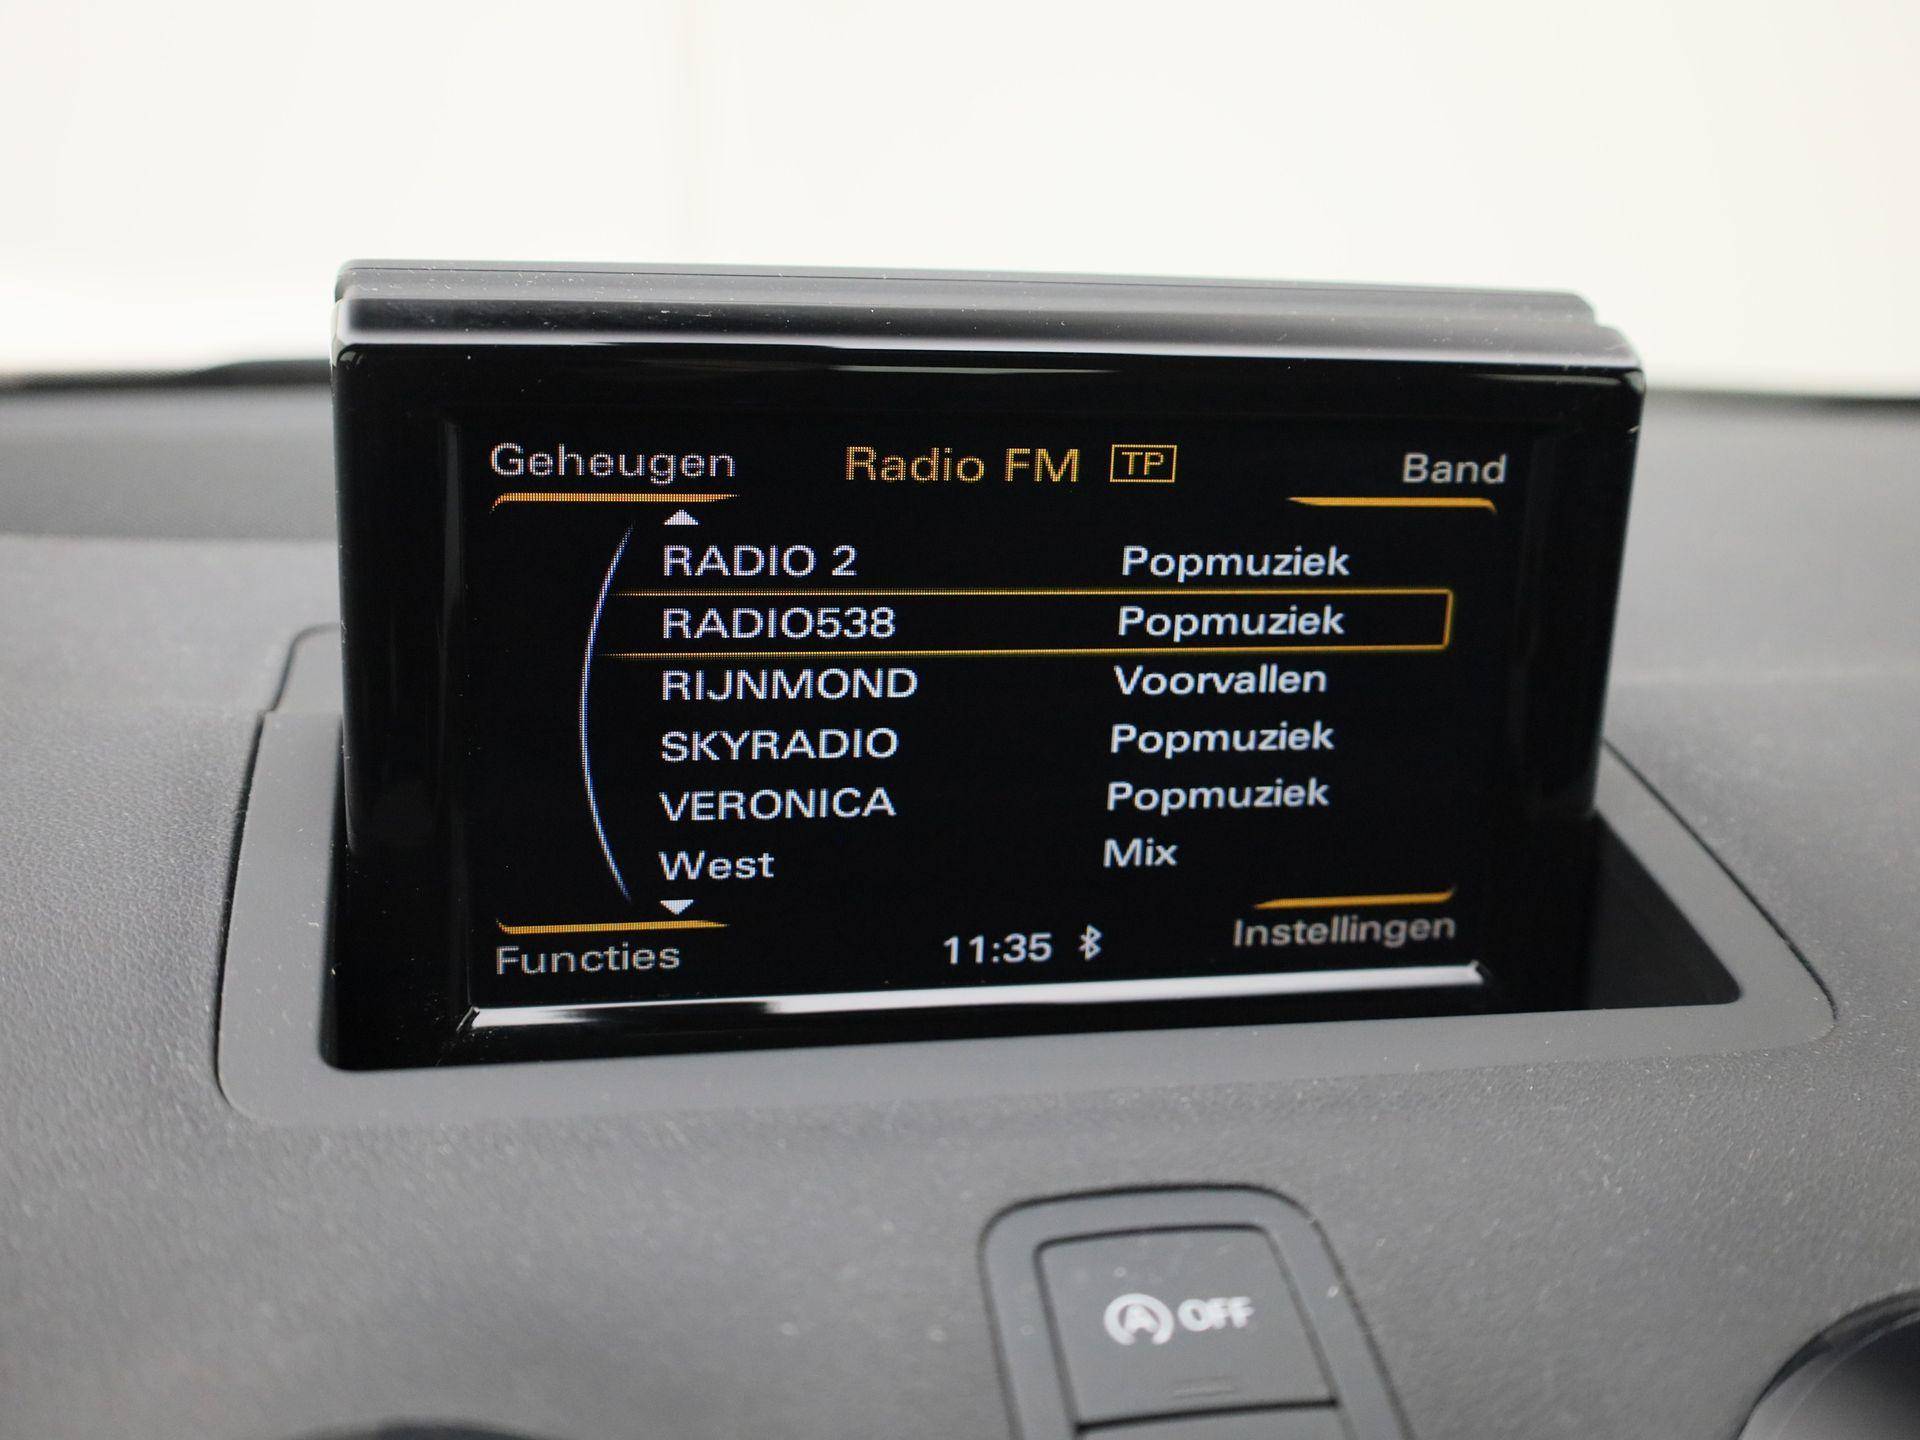 Geheugen Radio FM TP Band
RADIO 2 Popmuziek
RADIO538 Popmuziek
RIJNMOND Voorvallen
SKYRADIO Popmuziek
VERONICA Popmuziek
West Mix
Functies 11:35 Instellingen
A OFF